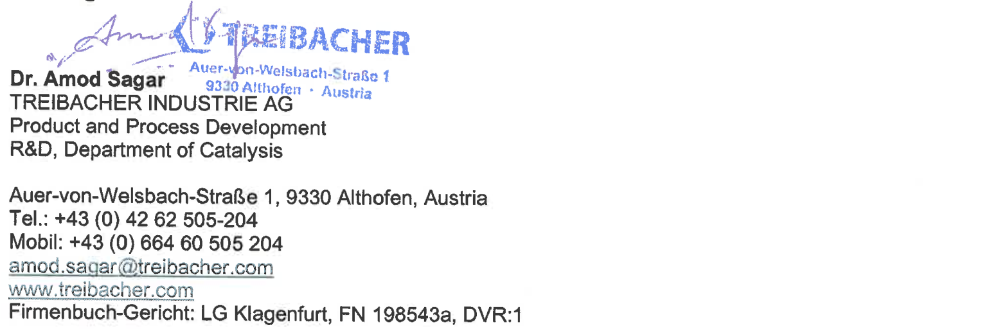 TREIBACHER
Auer-von-Welsbach-Straße 1
9330 Althofen · Austria
Dr. Amod Sagar
TREIBACHER INDUSTRIE AG
Product and Process Development
R&D, Department of Catalysis
Auer-von-Welsbach-Straße 1, 9330 Althofen, Austria
Tel.: +43 (0) 42 62 505-204
Mobil: +43 (0) 664 60 505 204
amod.sagar@treibacher.com
www.treibacher.com
Firmenbuch-Gericht: LG Klagenfurt, FN 198543a, DVR:1